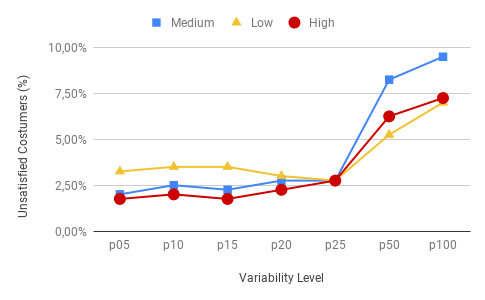 Medium Low High
10,00%
7,50%
5,00%
2,50%
0,00%
Unsatisfied Costumers (%)
p05 p10 p15 p20 p25 p50 p100
Variability Level